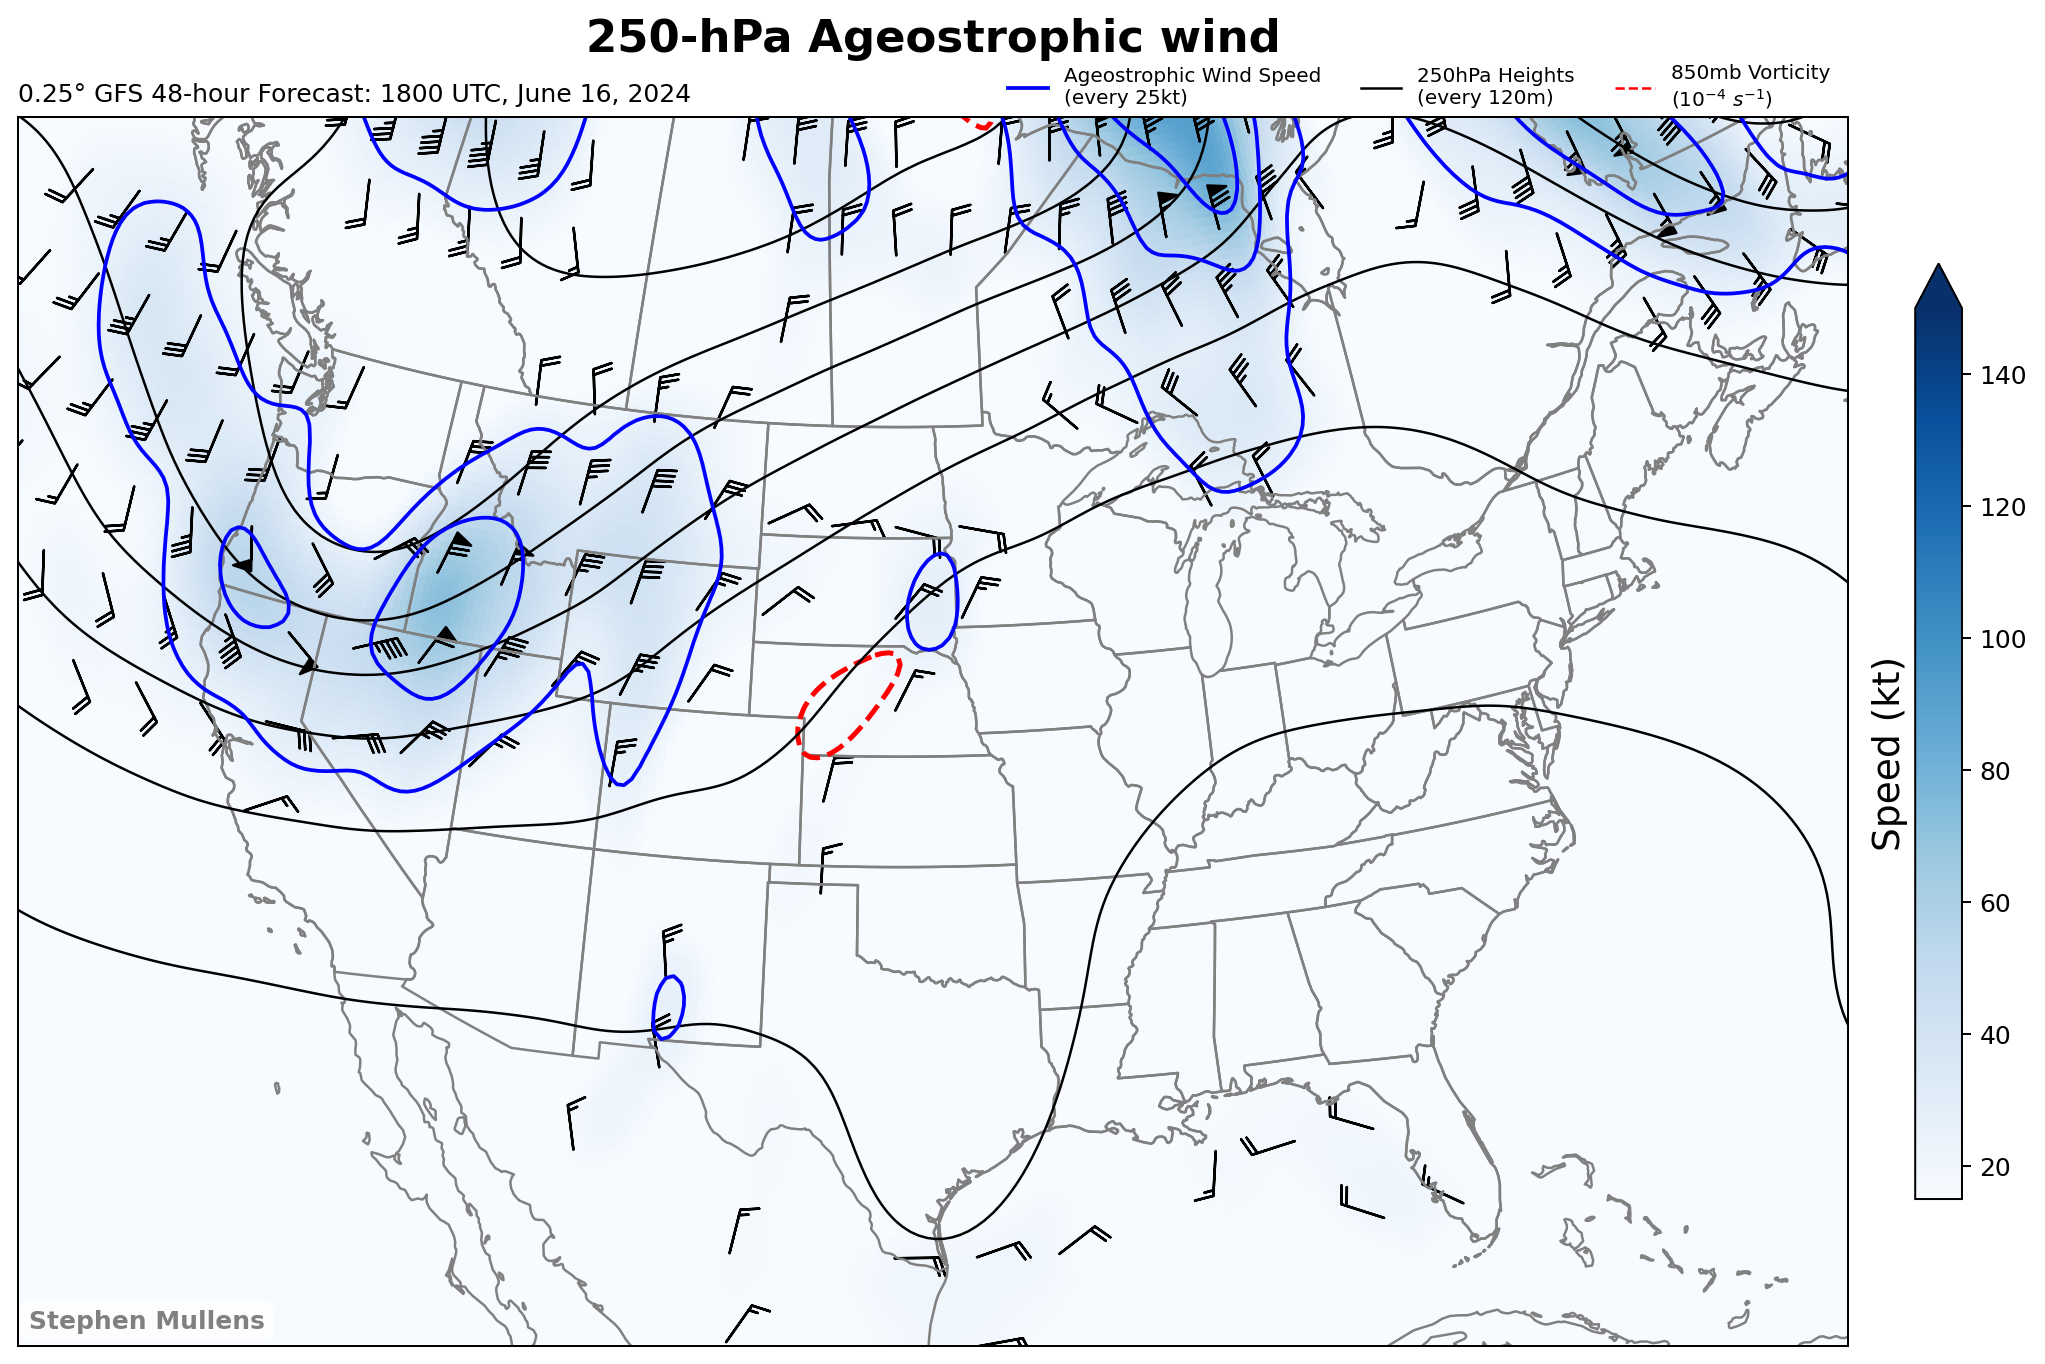 250-hPa Ageostrophic wind
0.25° GFS 48-hour Forecast: 1800 UTC, June 16, 2024
Ageostrophic Wind Speed
(every 25kt)
250hPa Heights
(every 120m)
850mb Vorticity
(10⁻⁴ s⁻¹)
140
120
100
80
60
40
20
Speed (kt)
Stephen Mullens